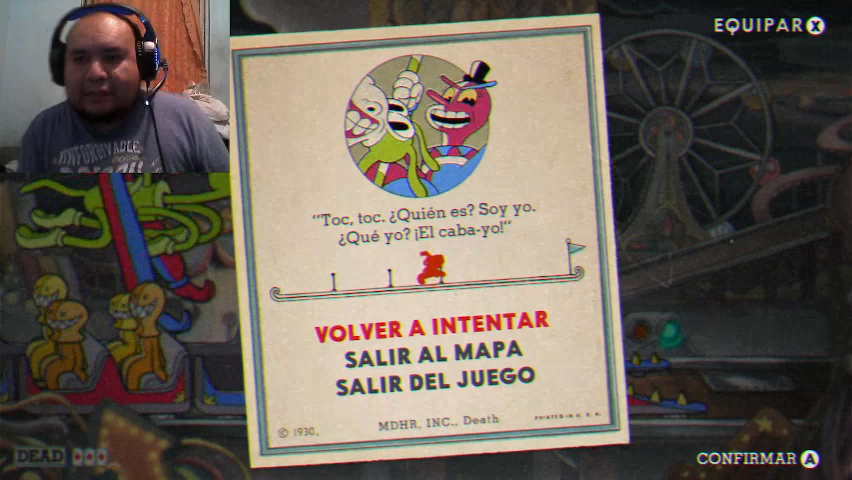 EQUIPAR X
UNFORMVABLE
“Toc, toc. ¿Quién es? Soy yo.
¿Qué yo? ¡El caba-yo!”
VOLVER A INTENTAR
SALIR AL MAPA
SALIR DEL JUEGO
© 1930, MDHR, INC., Death PRINTED IN U. S. A.
DEAD
CONFIRMAR A